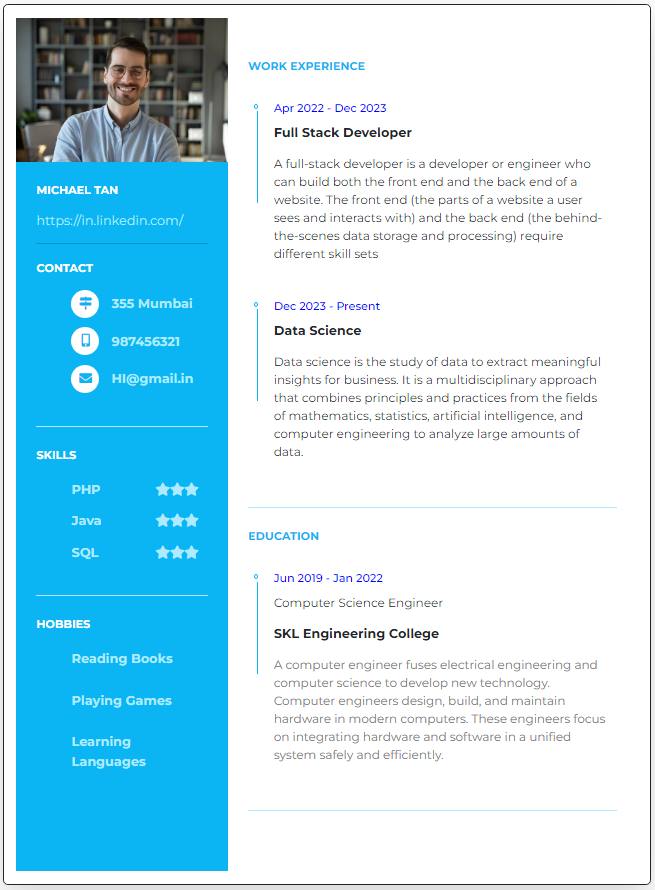 MICHAEL TAN
https://in.linkedin.com/
CONTACT
355 Mumbai
987456321
HI@gmail.in
SKILLS
PHP
Java
SQL
HOBBIES
Reading Books
Playing Games
Learning
Languages
WORK EXPERIENCE
Apr 2022 - Dec 2023
Full Stack Developer
A full-stack developer is a developer or engineer who
can build both the front end and the back end of a
website. The front end (the parts of a website a user
sees and interacts with) and the back end (the behind-
the-scenes data storage and processing) require
different skill sets
Dec 2023 - Present
Data Science
Data science is the study of data to extract meaningful
insights for business. It is a multidisciplinary approach
that combines principles and practices from the fields
of mathematics, statistics, artificial intelligence, and
computer engineering to analyze large amounts of
data.
EDUCATION
Jun 2019 - Jan 2022
Computer Science Engineer
SKL Engineering College
A computer engineer fuses electrical engineering and
computer science to develop new technology.
Computer engineers design, build, and maintain
hardware in modern computers. These engineers focus
on integrating hardware and software in a unified
system safely and efficiently.